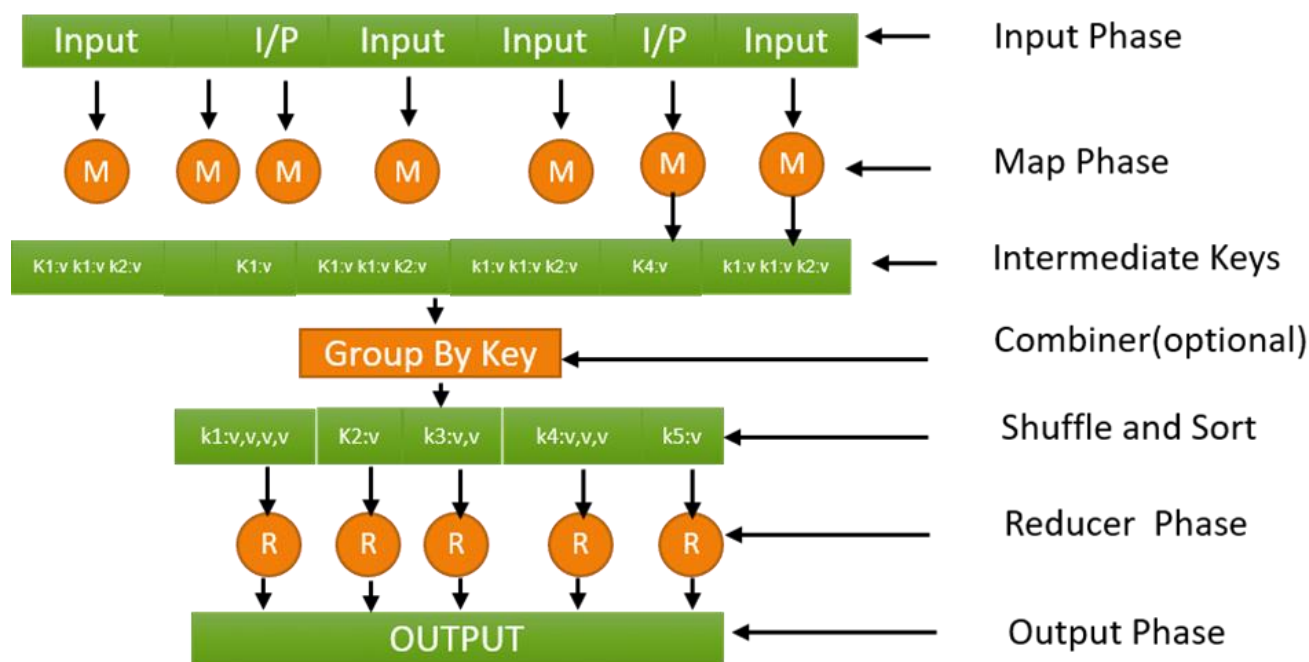 Input I/P Input Input I/P Input Input Phase
M M M M M M M Map Phase
K1:v k1:v k2:v K1:v K1:v k1:v k2:v k1:v k1:v k2:v K4:v k1:v k1:v k2:v Intermediate Keys
Group By Key Combiner(optional)
k1:v,v,v,v K2:v k3:v,v k4:v,v,v k5:v Shuffle and Sort
R R R R R Reducer Phase
OUTPUT Output Phase